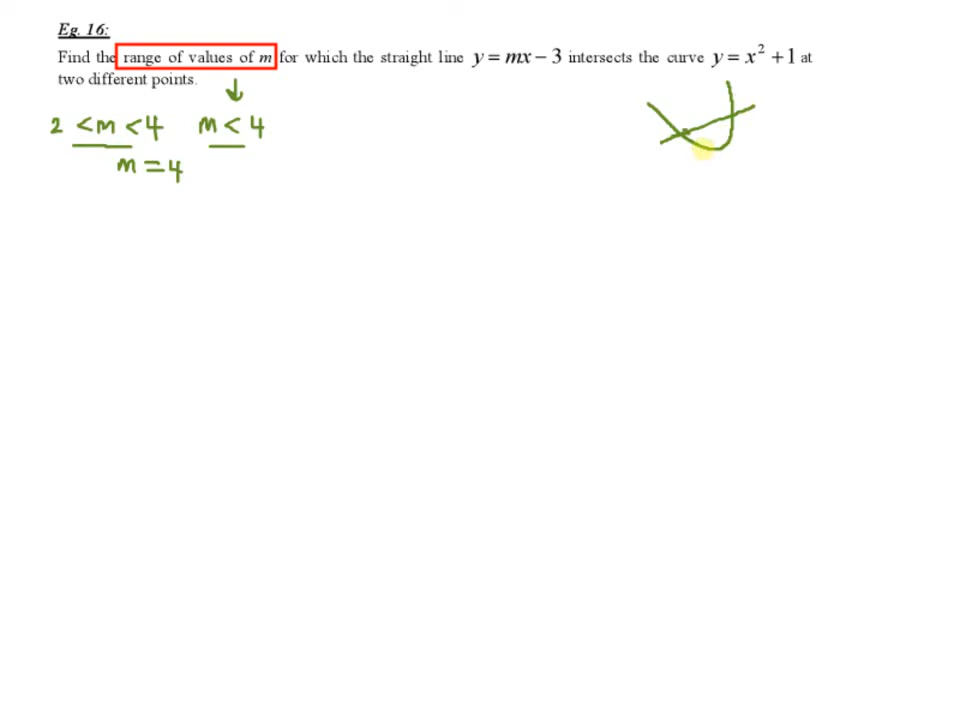 Eg. 16:
Find the range of values of m for which the straight line y = mx − 3 intersects the curve y = x² + 1 at
two different points.
2 < m < 4 m < 4
m = 4